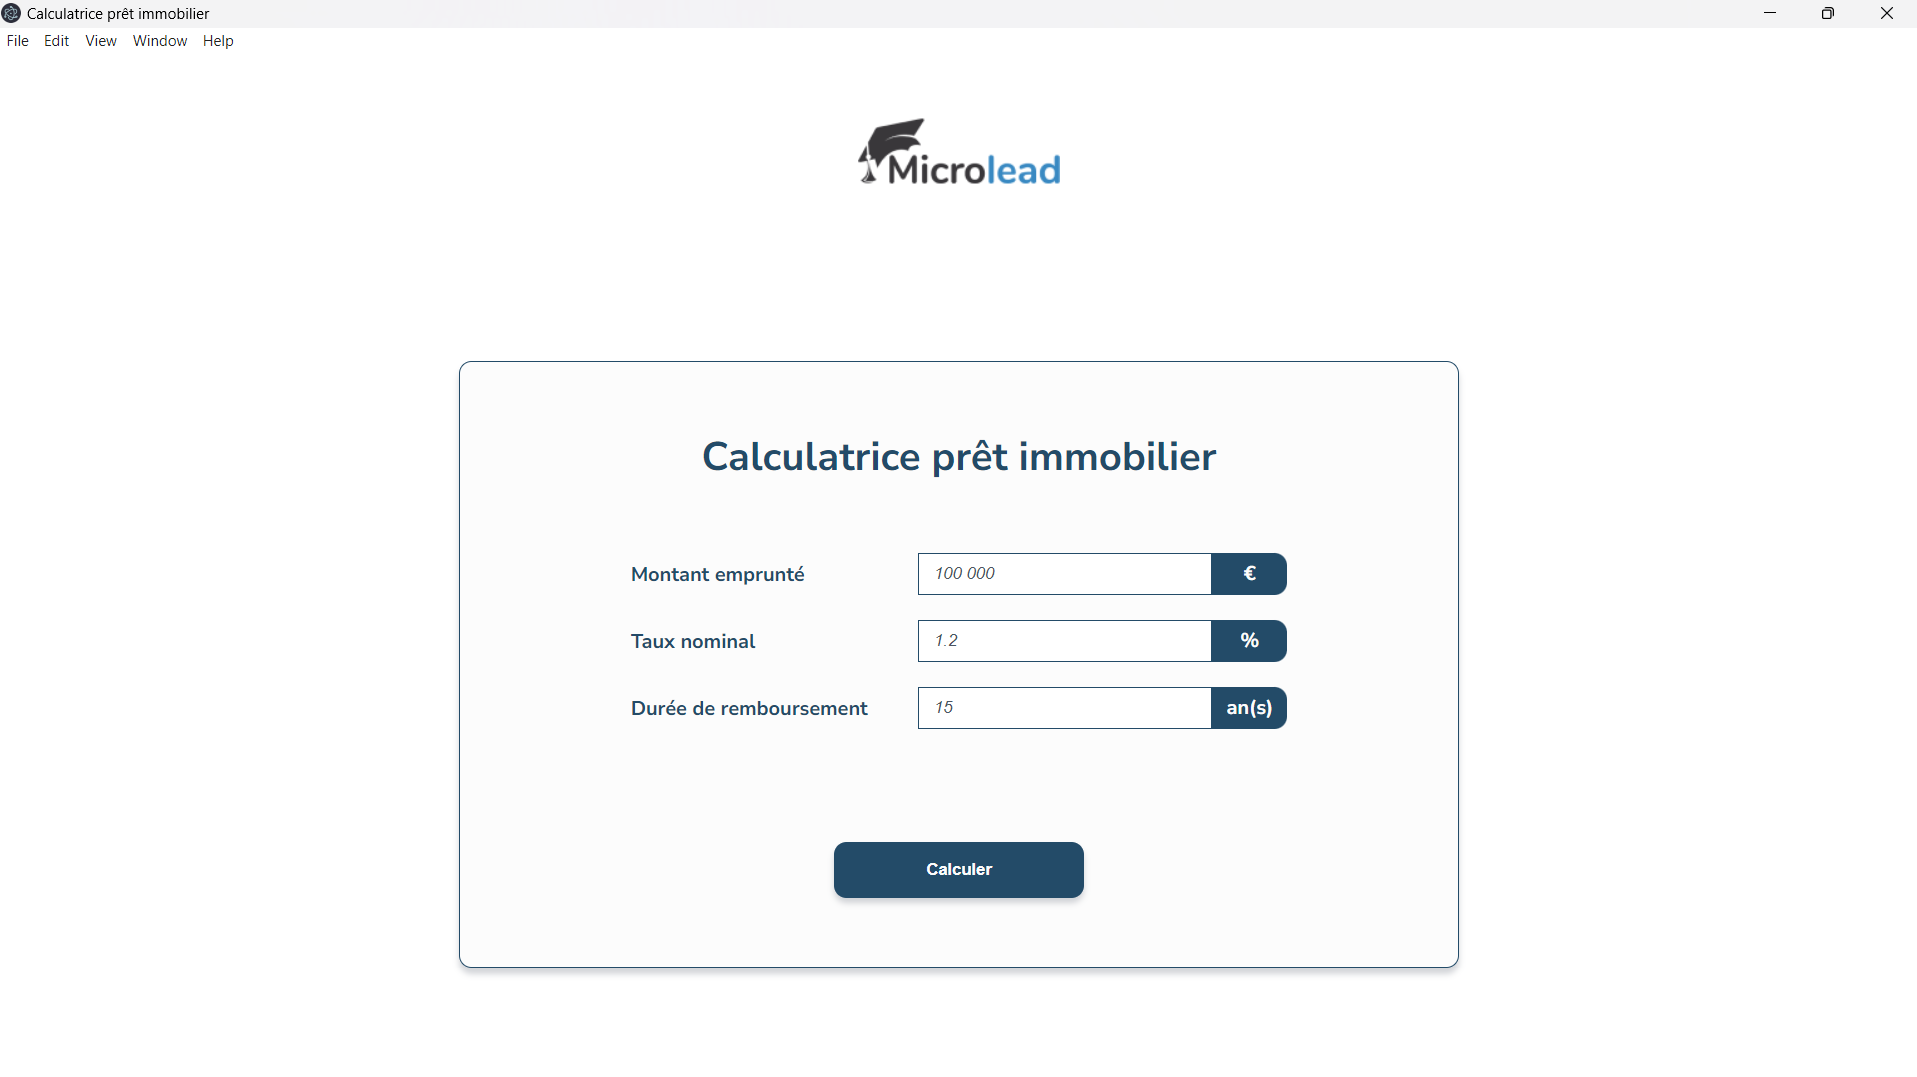 Calculatrice prêt immobilier
File Edit View Window Help
Microlead
Calculatrice prêt immobilier
Montant emprunté 100 000 €
Taux nominal 1.2 %
Durée de remboursement 15 an(s)
Calculer